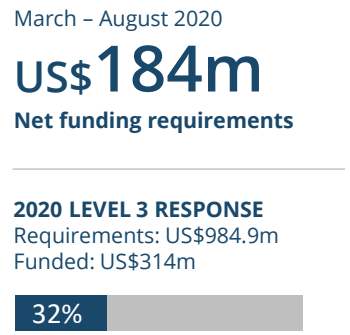 March – August 2020
US$184m
Net funding requirements
2020 LEVEL 3 RESPONSE
Requirements: US$984.9m
Funded: US$314m
32%